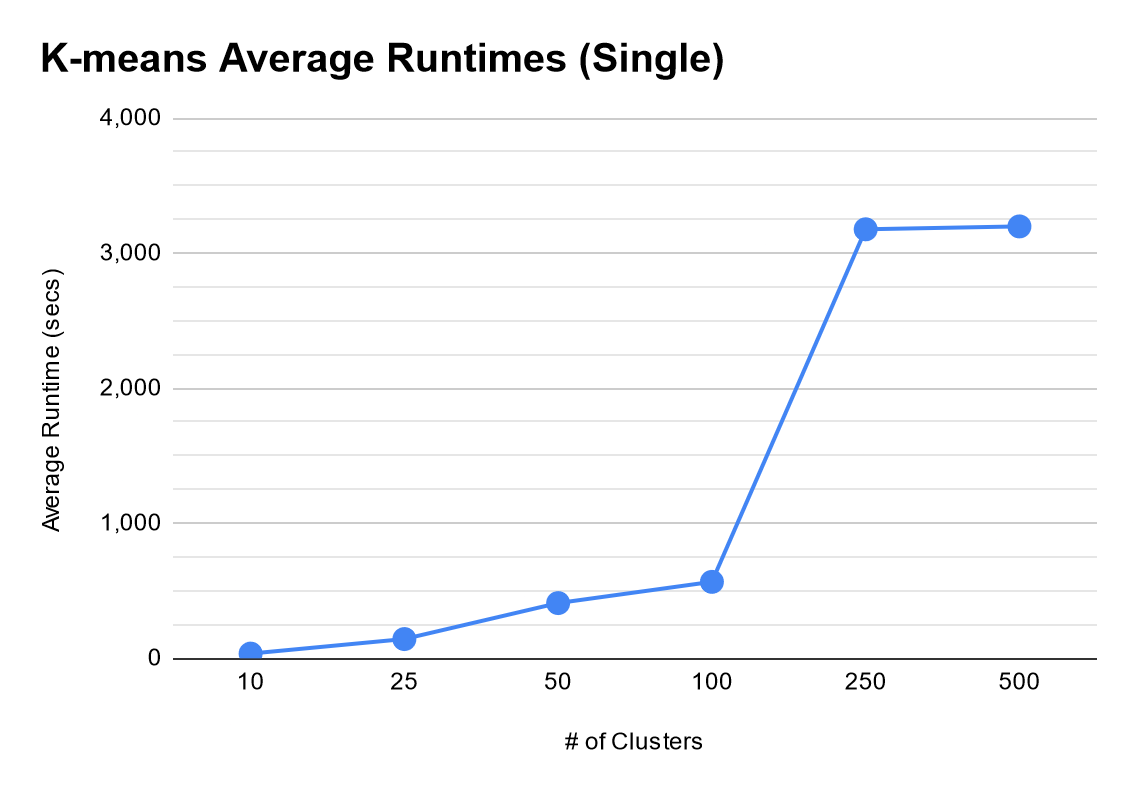 K-means Average Runtimes (Single)
4,000
3,000
2,000
1,000
0
Average Runtime (secs)
10 25 50 100 250 500
# of Clusters